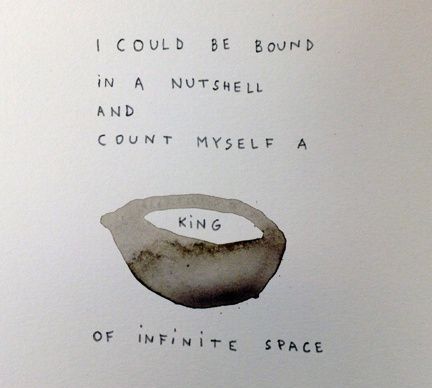 I COULD BE BOUND
iN A NUTSHELL
AND
COUNT MYSELF A
KiNG
OF iNFiNiTE SPACE